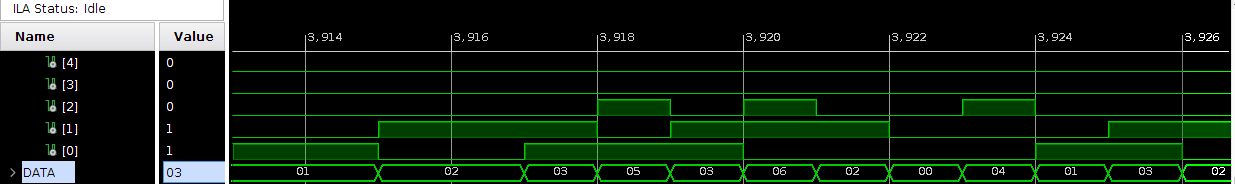 ILA Status: Idle
Name Value 3,914 3,916 3,918 3,920 3,922 3,924 3,926
[4] 0
[3] 0
[2] 0
[1] 1
[0] 1
DATA 03 01 02 03 05 03 06 02 00 04 01 03 02